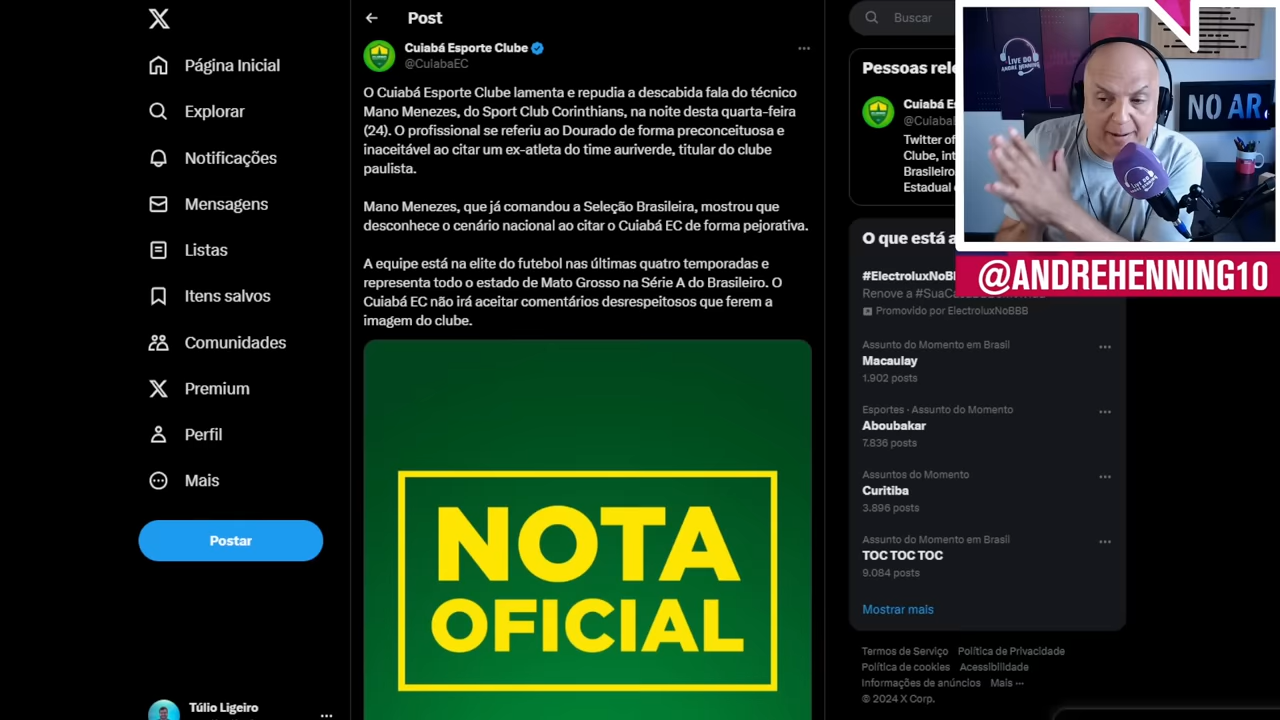 Página Inicial
Explorar
Notificações
Mensagens
Listas
Itens salvos
Comunidades
Premium
Perfil
Mais
Postar
Túlio Ligeiro
Post
Cuiabá Esporte Clube
@CuiabaEC
O Cuiabá Esporte Clube lamenta e repudia a descabida fala do técnico
Mano Menezes, do Sport Club Corinthians, na noite desta quarta-feira
(24). O profissional se referiu ao Dourado de forma preconceituosa e
inaceitável ao citar um ex-atleta do time auriverde, titular do clube
paulista.
Mano Menezes, que já comandou a Seleção Brasileira, mostrou que
desconhece o cenário nacional ao citar o Cuiabá EC de forma pejorativa.
A equipe está na elite do futebol nas últimas quatro temporadas e
representa todo o estado de Mato Grosso na Série A do Brasileiro. O
Cuiabá EC não irá aceitar comentários desrespeitosos que ferem a
imagem do clube.
NOTA
OFICIAL
Buscar
Pessoas rele
Cuiabá E
@Cuiaba
Twitter of
Clube, int
Brasileiro
Estadual
O que está a
#ElectroluxNoB
Renove a
Promovido por ElectroluxNoBBB
Assunto do Momento em Brasil
Macaulay
1.902 posts
Esportes · Assunto do Momento
Aboubakar
7.836 posts
Assuntos do Momento
Curitiba
3.896 posts
Assunto do Momento em Brasil
TOC TOC TOC
9.084 posts
Mostrar mais
Termos de Serviço Política de Privacidade
Política de cookies Acessibilidade
Informações de anúncios Mais ···
© 2024 X Corp.
LIVE DO
ANDRÉ HENNING
NO AR
LIVE DO
@ANDREHENNING10